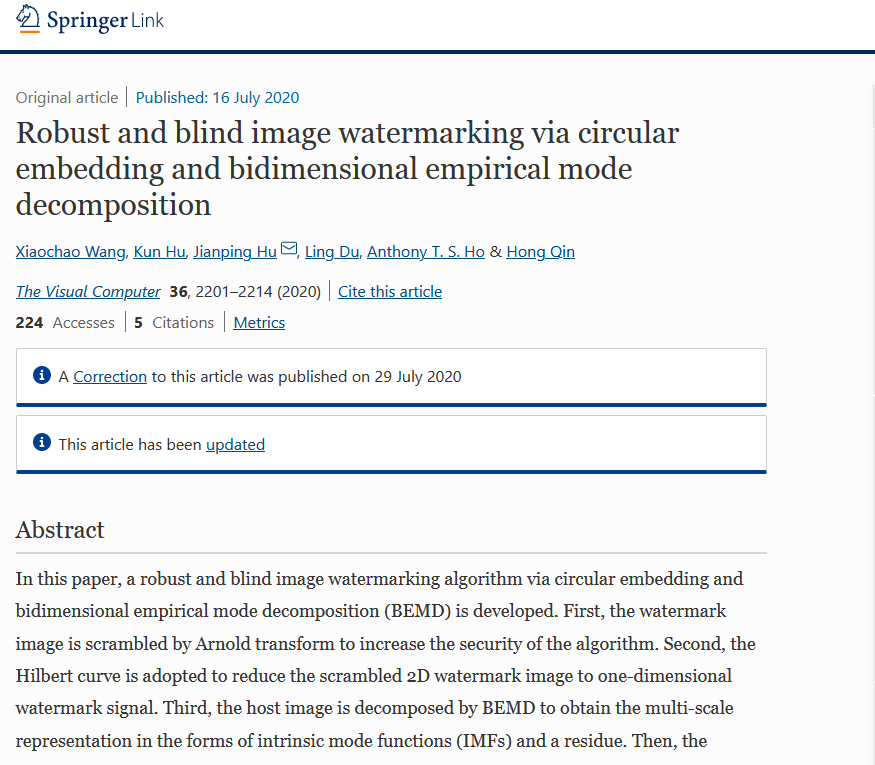 Springer Link
Original article | Published: 16 July 2020
Robust and blind image watermarking via circular
embedding and bidimensional empirical mode
decomposition
Xiaochao Wang, Kun Hu, Jianping Hu, Ling Du, Anthony T. S. Ho & Hong Qin
The Visual Computer 36, 2201–2214 (2020) | Cite this article
224 Accesses | 5 Citations | Metrics
A Correction to this article was published on 29 July 2020
This article has been updated
Abstract
In this paper, a robust and blind image watermarking algorithm via circular embedding and
bidimensional empirical mode decomposition (BEMD) is developed. First, the watermark
image is scrambled by Arnold transform to increase the security of the algorithm. Second, the
Hilbert curve is adopted to reduce the scrambled 2D watermark image to one-dimensional
watermark signal. Third, the host image is decomposed by BEMD to obtain the multi-scale
representation in the forms of intrinsic mode functions (IMFs) and a residue. Then, the